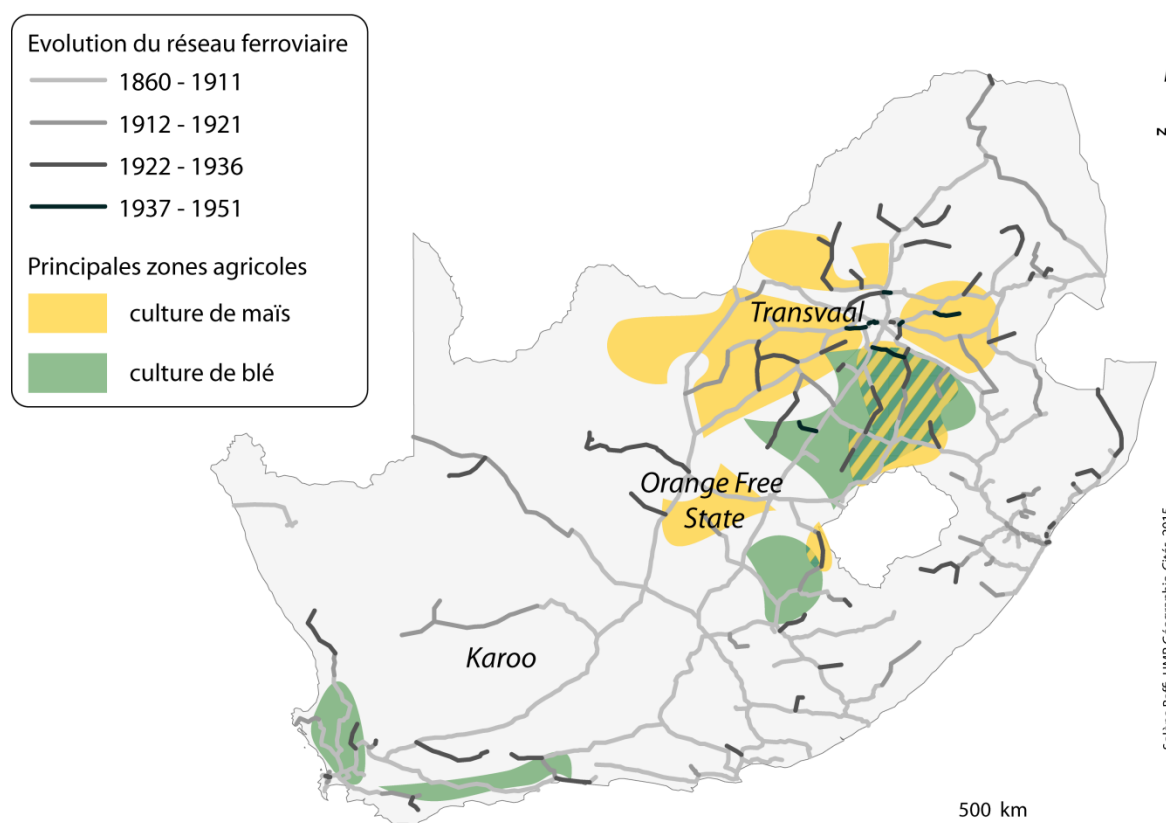 Evolution du réseau ferroviaire
1860 - 1911
1912 - 1921
1922 - 1936
1937 - 1951
Principales zones agricoles
culture de maïs
culture de blé
Transvaal
Orange Free
State
Karoo
500 km
z
2015